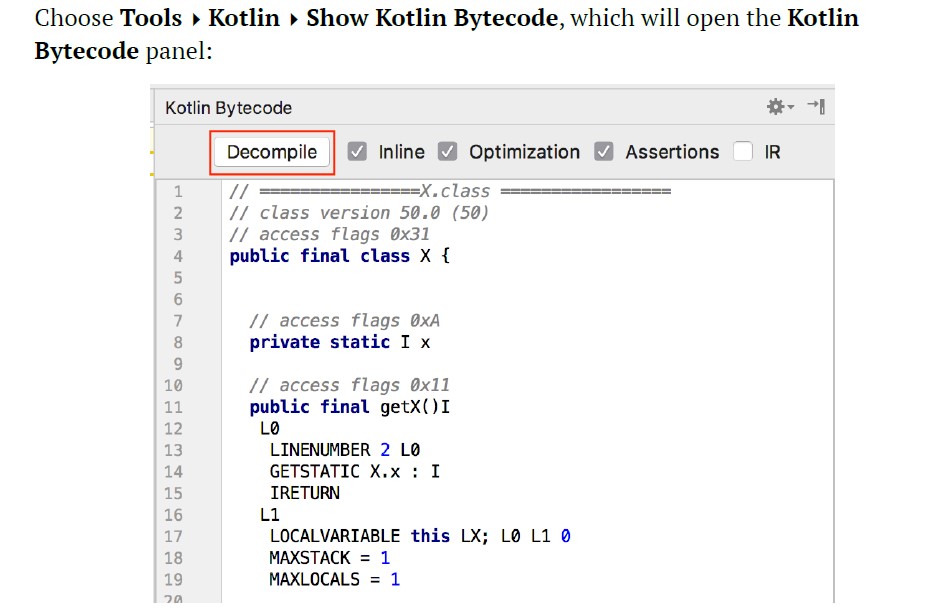 Choose Tools ▸ Kotlin ▸ Show Kotlin Bytecode, which will open the Kotlin
Bytecode panel:
Kotlin Bytecode
Decompile Inline Optimization Assertions IR
1 // ================X.class =================
2 // class version 50.0 (50)
3 // access flags 0x31
4 public final class X {
5
6
7 // access flags 0xA
8 private static I x
9
10 // access flags 0x11
11 public final getX()I
12 L0
13 LINENUMBER 2 L0
14 GETSTATIC X.x : I
15 IRETURN
16 L1
17 LOCALVARIABLE this LX; L0 L1 0
18 MAXSTACK = 1
19 MAXLOCALS = 1
20